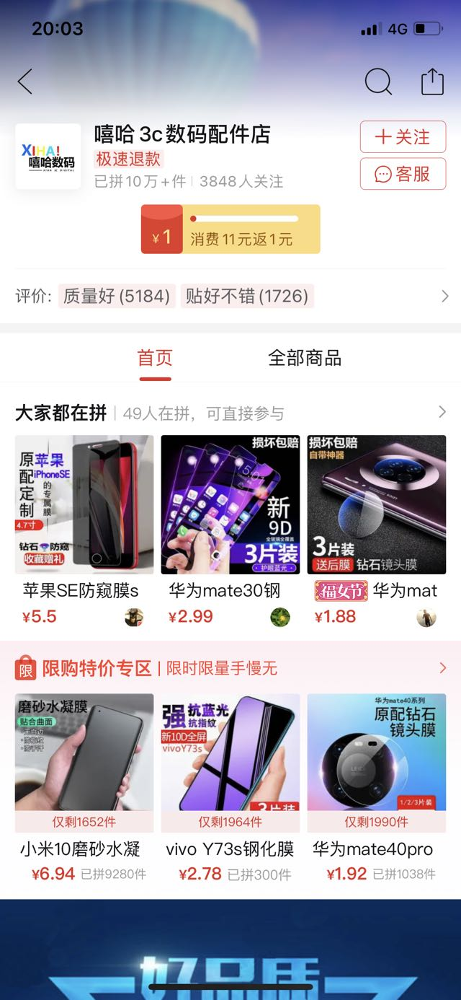 20:03
4G
XIHA!
嘻哈数码
XIHA 3C DIGITAL
嘻哈3c数码配件店
极速退款
已拼10万+件
3848人关注
+关注
客服
¥1
消费11元返1元
评价:
质量好(5184)
贴好不错(1726)
首页
全部商品
大家都在拼
49人在拼，可直接参与
原配定制
苹果
iPhoneSE
的专属膜
4.7寸
钻石防窥
收藏赠礼
损坏包赔
15:01
新
9D
全玻璃全覆盖
3片装
护眼蓝光
损坏包赔
自带神器
3片装
送后膜
钻石镜头膜
苹果SE防窥膜s
¥5.5
华为mate30钢
¥2.99
福女节
华为mat
¥1.88
限
限购特价专区
限时限量手慢无
磨砂水凝膜
贴合曲面
仅剩1652件
强
抗蓝光
抗指纹
新10D全屏
vivoY73s
3片装
仅剩1964件
华为mate40系列
原配钻石
镜头膜
1/2/3片装
仅剩1990件
小米10磨砂水凝
¥6.94
已拼9280件
vivo Y73s钢化膜
¥2.78
已拼300件
华为mate40pro
¥1.92
已拼1038件
好品质